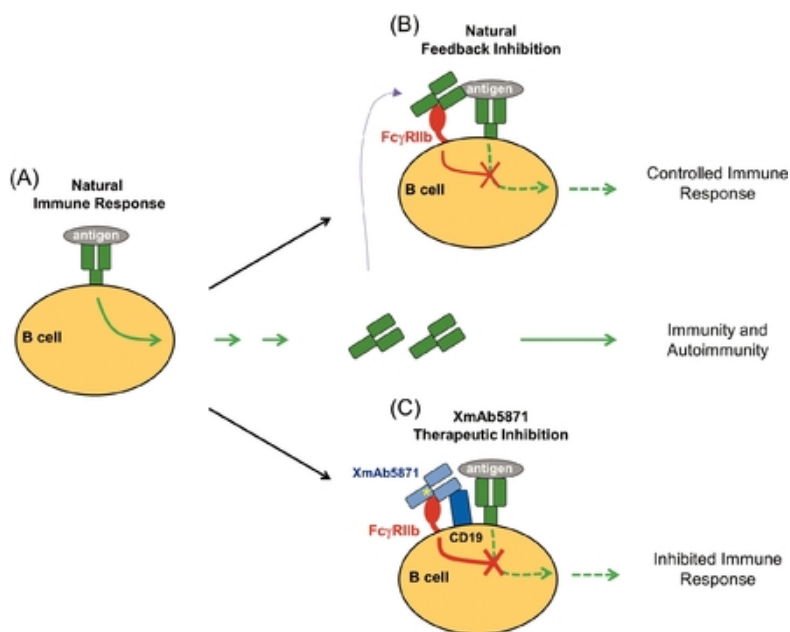 (A)
Natural
Immune Response
antigen
B cell
(B)
Natural
Feedback Inhibition
antigen
FcγRIIb
B cell
Controlled Immune
Response
Immunity and
Autoimmunity
(C)
XmAb5871
Therapeutic Inhibition
XmAb5871
antigen
FcγRIIb
CD19
B cell
Inhibited Immune
Response